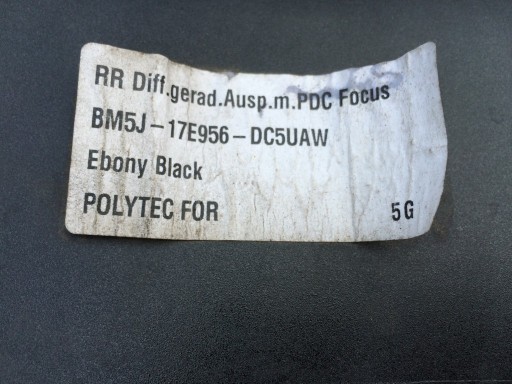 RR Diff.gerad.Ausp.m.PDC Focus
BM5J-17E956-DC5UAW
Ebony Black
POLYTEC FOR 5G